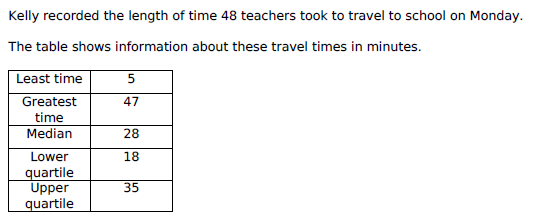 Kelly recorded the length of time 48 teachers took to travel to school on Monday.
The table shows information about these travel times in minutes.
Least time 5
Greatest 47
time
Median 28
Lower 18
quartile
Upper 35
quartile